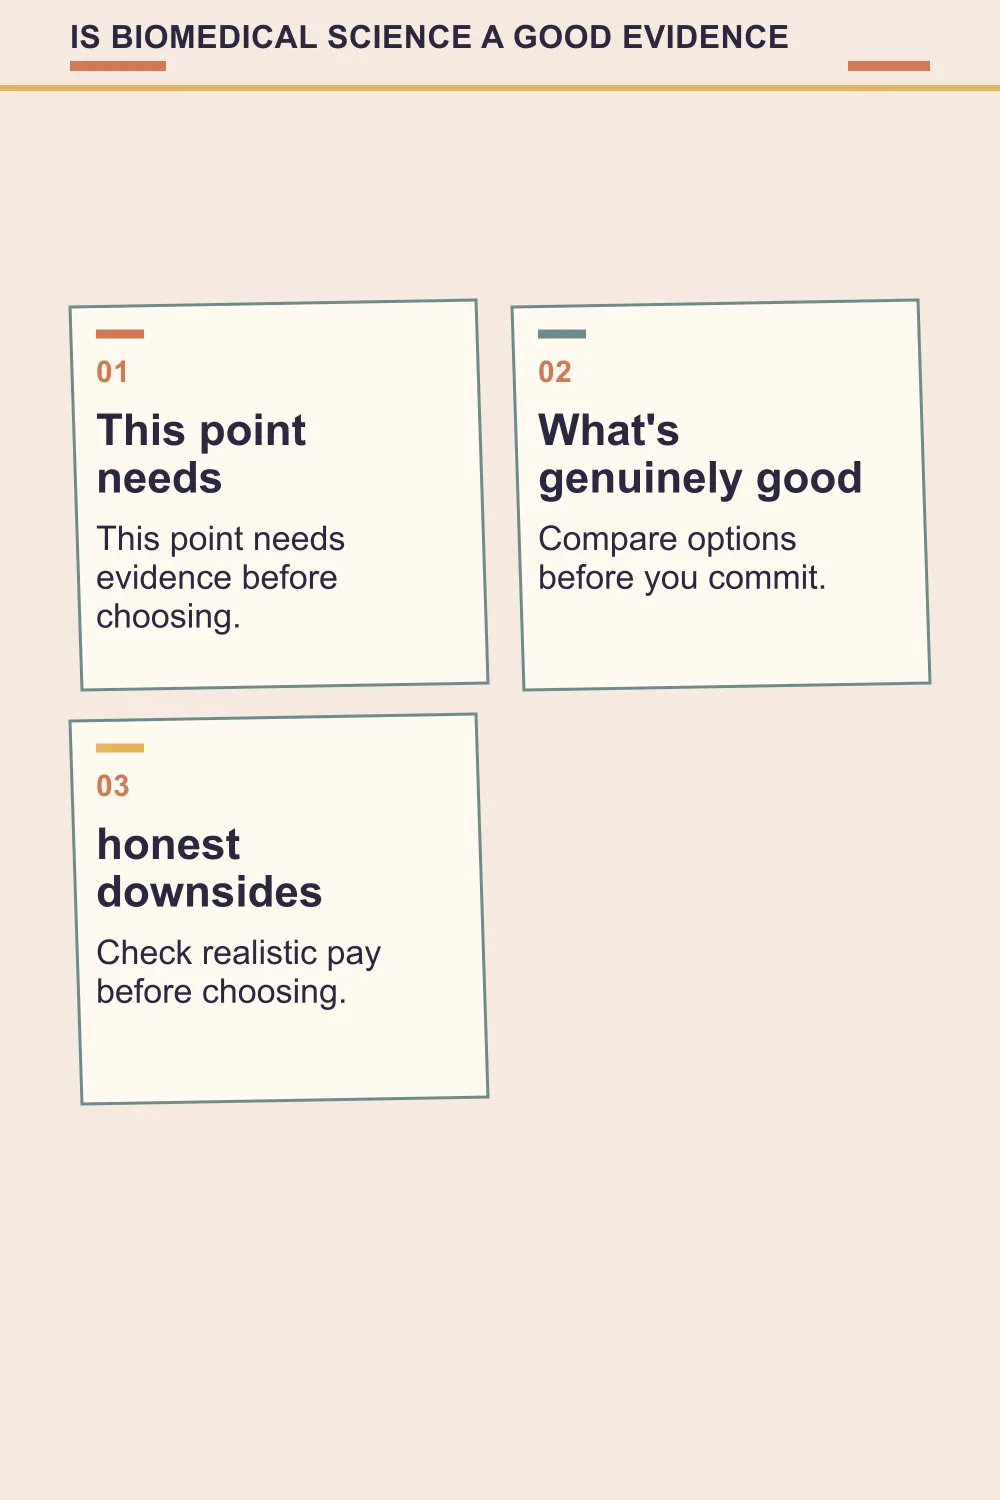 IS BIOMEDICAL SCIENCE A GOOD EVIDENCE
01
This point
needs
This point needs
evidence before
choosing.
02
What's
genuinely good
Compare options
before you commit.
03
honest
downsides
Check realistic pay
before choosing.